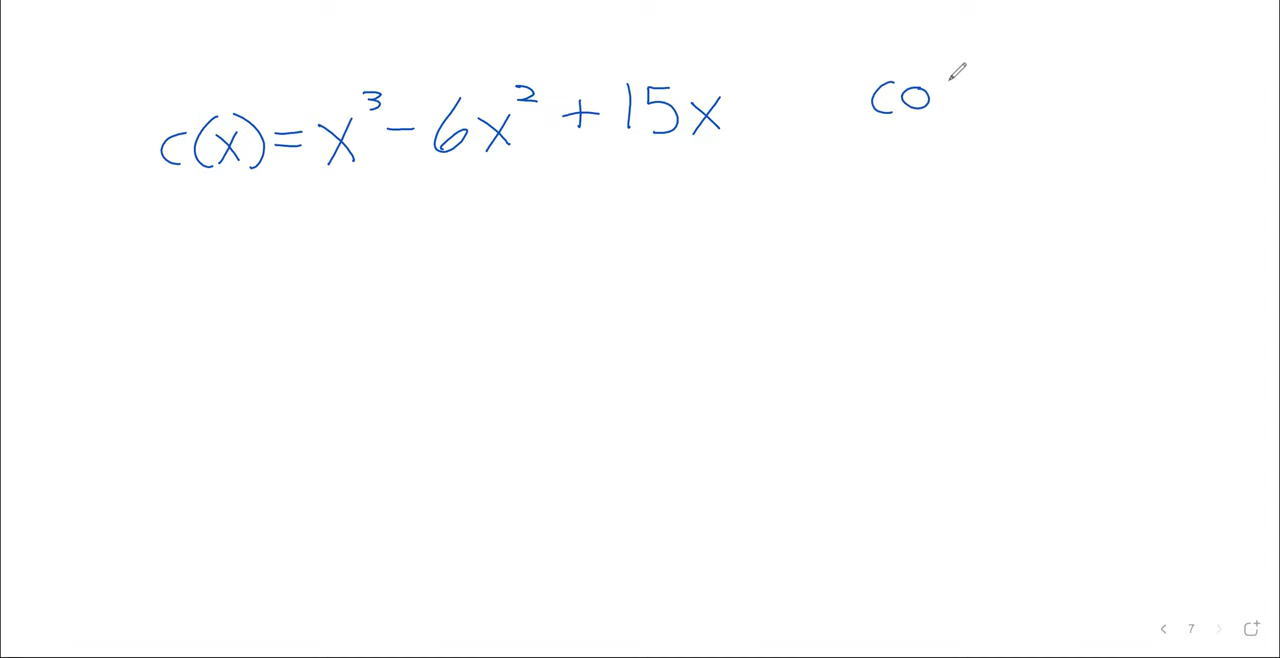 c(x) = x³ - 6x² + 15x co
7